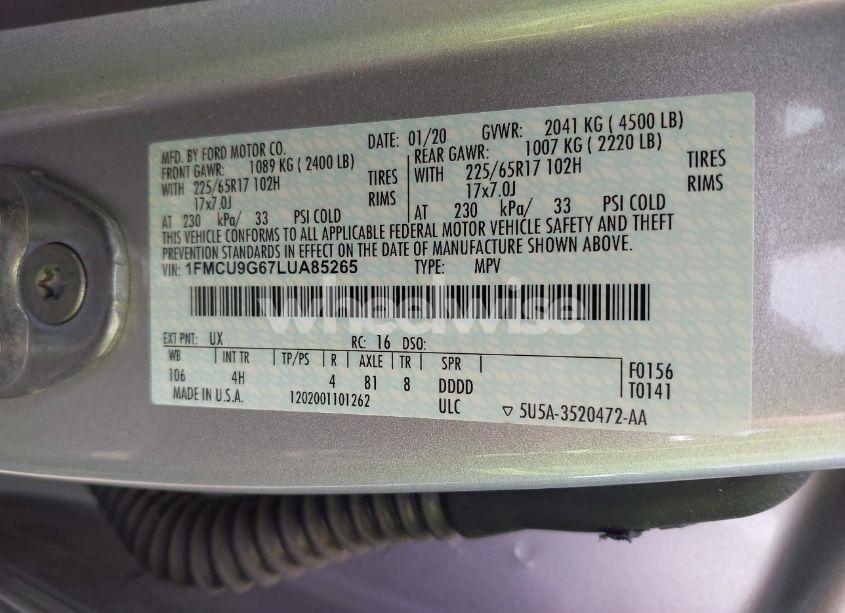 MFD. BY FORD MOTOR CO. DATE: 01/20 GVWR: 2041 KG ( 4500 LB)
FRONT GAWR: 1089 KG ( 2400 LB) REAR GAWR: 1007 KG ( 2220 LB)
WITH 225/65R17 102H TIRES WITH 225/65R17 102H TIRES
17x7.0J RIMS 17x7.0J RIMS
AT 230 kPa/ 33 PSI COLD AT 230 kPa/ 33 PSI COLD
THIS VEHICLE CONFORMS TO ALL APPLICABLE FEDERAL MOTOR VEHICLE SAFETY AND THEFT
PREVENTION STANDARDS IN EFFECT ON THE DATE OF MANUFACTURE SHOWN ABOVE.
VIN: 1FMCU9G67LUA85265 TYPE: MPV
wheelwise
EXT PNT: UX RC: 16 DSO:
WB INT TR TP/PS R AXLE TR SPR
106 4H 4 81 8 DDDD F0156
T0141
MADE IN U.S.A. 1202001101262 ULC ▽ 5U5A-3520472-AA